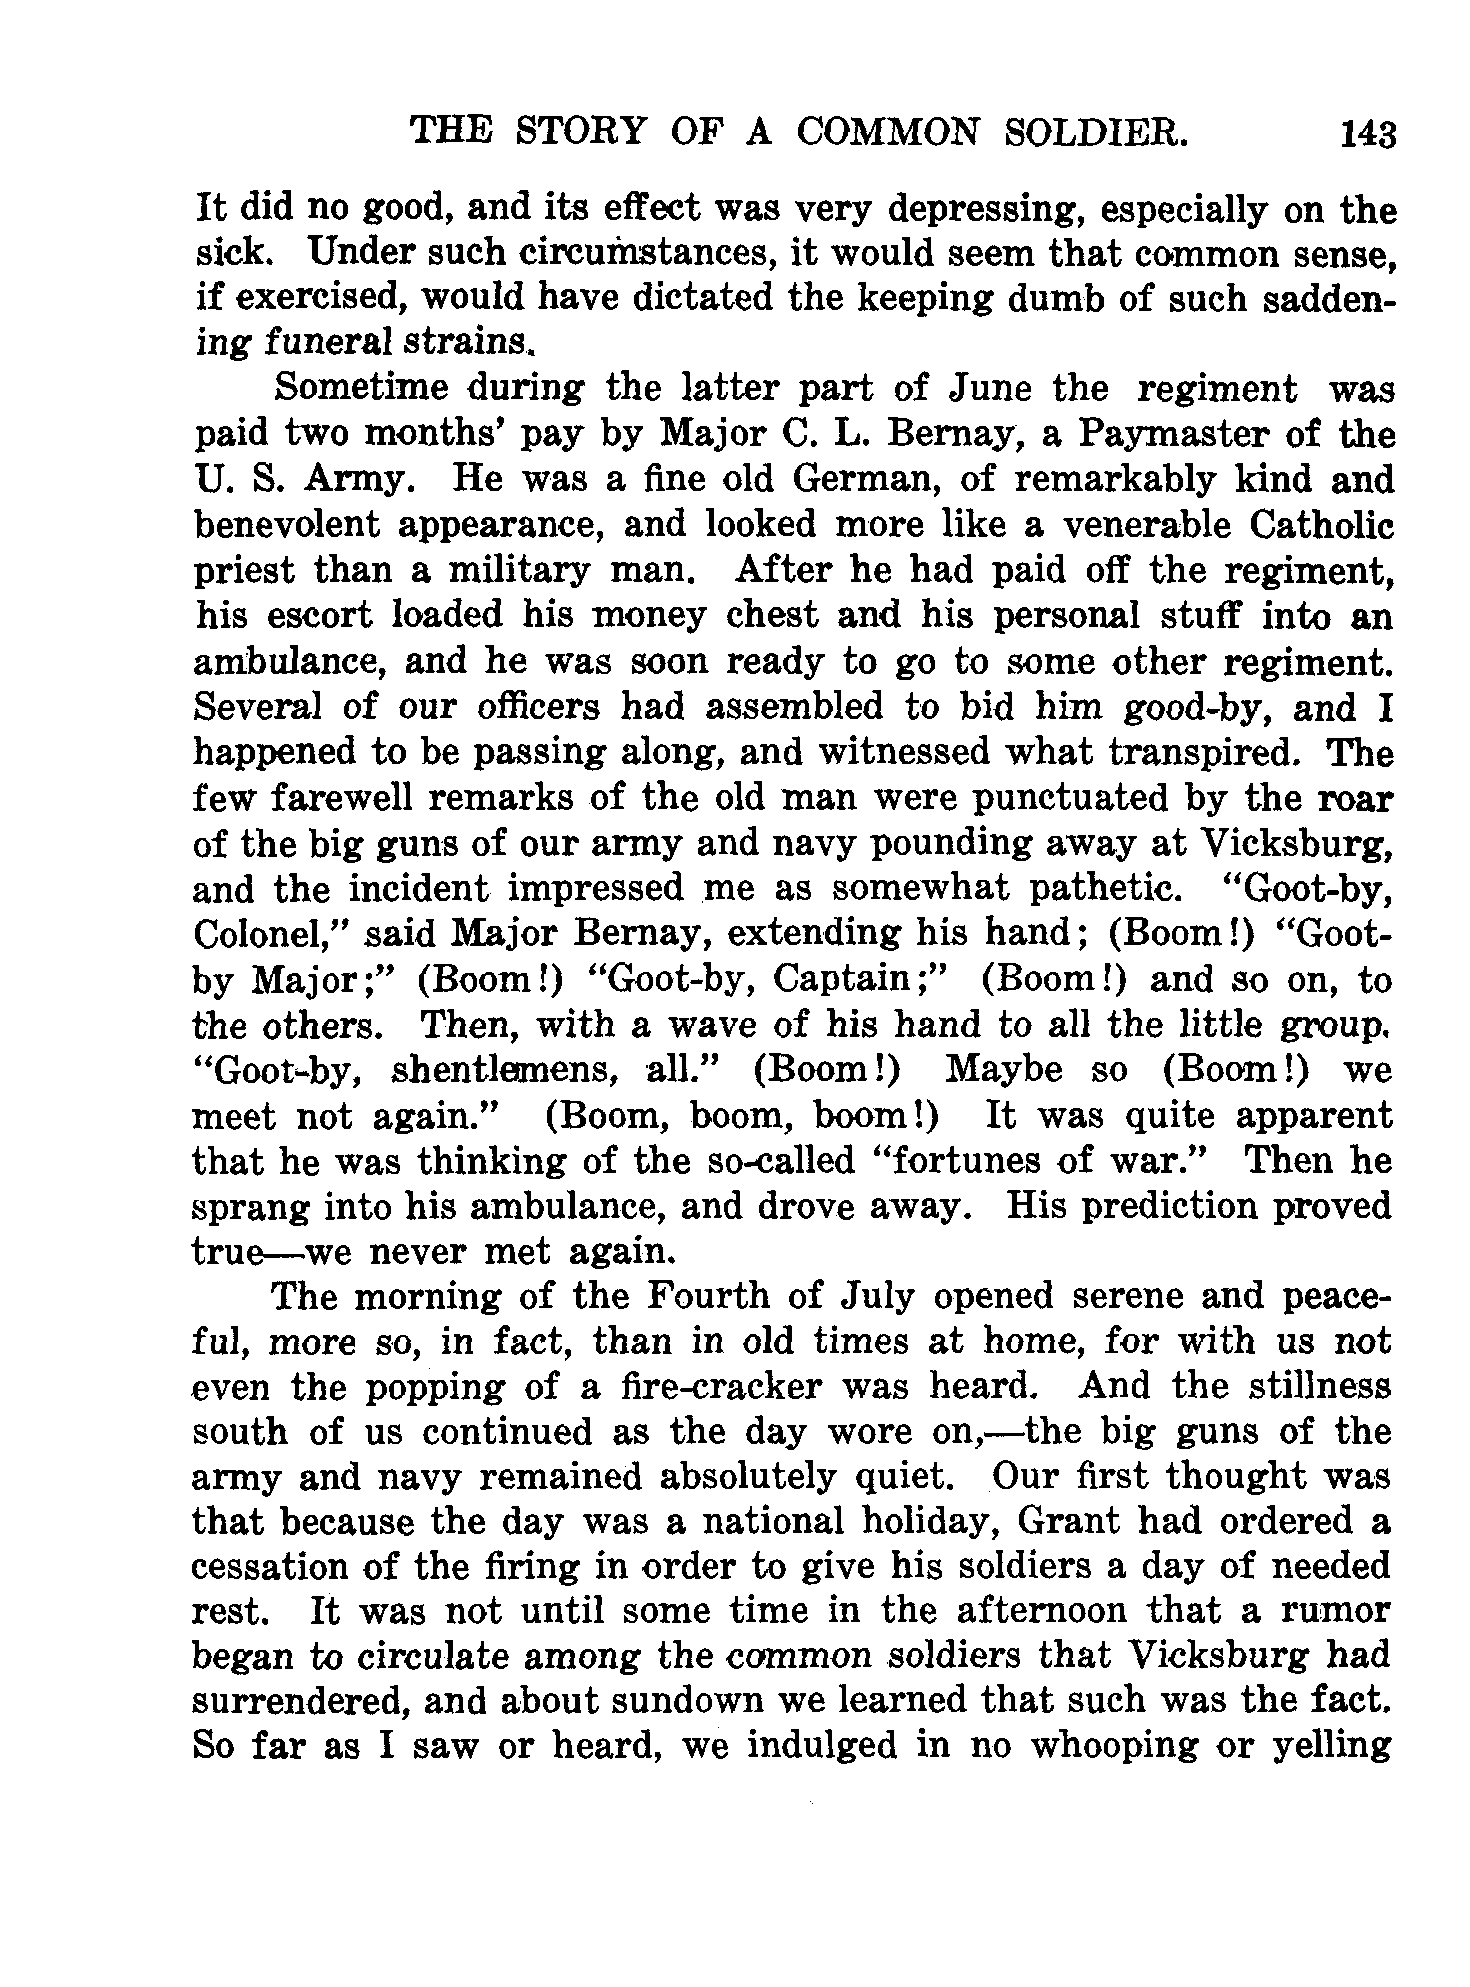 THE STORY OF A COMMON SOLDIER. 143
It did no good, and its effect was very depressing, especially on the
sick. Under such circumstances, it would seem that common sense,
if exercised, would have dictated the keeping dumb of such sadden-
ing funeral strains.
Sometime during the latter part of June the regiment was
paid two months' pay by Major C. L. Bernay, a Paymaster of the
U. S. Army. He was a fine old German, of remarkably kind and
benevolent appearance, and looked more like a venerable Catholic
priest than a military man. After he had paid off the regiment,
his escort loaded his money chest and his personal stuff into an
ambulance, and he was soon ready to go to some other regiment.
Several of our officers had assembled to bid him good-by, and I
happened to be passing along, and witnessed what transpired. The
few farewell remarks of the old man were punctuated by the roar
of the big guns of our army and navy pounding away at Vicksburg,
and the incident impressed me as somewhat pathetic. “Goot-by,
Colonel,” said Major Bernay, extending his hand; (Boom!) “Goot-
by Major;” (Boom!) “Goot-by, Captain;” (Boom!) and so on, to
the others. Then, with a wave of his hand to all the little group.
“Goot-by, shentlemens, all.” (Boom!) Maybe so (Boom!) we
meet not again.” (Boom, boom, boom!) It was quite apparent
that he was thinking of the so-called “fortunes of war.” Then he
sprang into his ambulance, and drove away. His prediction proved
true—we never met again.
The morning of the Fourth of July opened serene and peace-
ful, more so, in fact, than in old times at home, for with us not
even the popping of a fire-cracker was heard. And the stillness
south of us continued as the day wore on,—the big guns of the
army and navy remained absolutely quiet. Our first thought was
that because the day was a national holiday, Grant had ordered a
cessation of the firing in order to give his soldiers a day of needed
rest. It was not until some time in the afternoon that a rumor
began to circulate among the common soldiers that Vicksburg had
surrendered, and about sundown we learned that such was the fact.
So far as I saw or heard, we indulged in no whooping or yelling